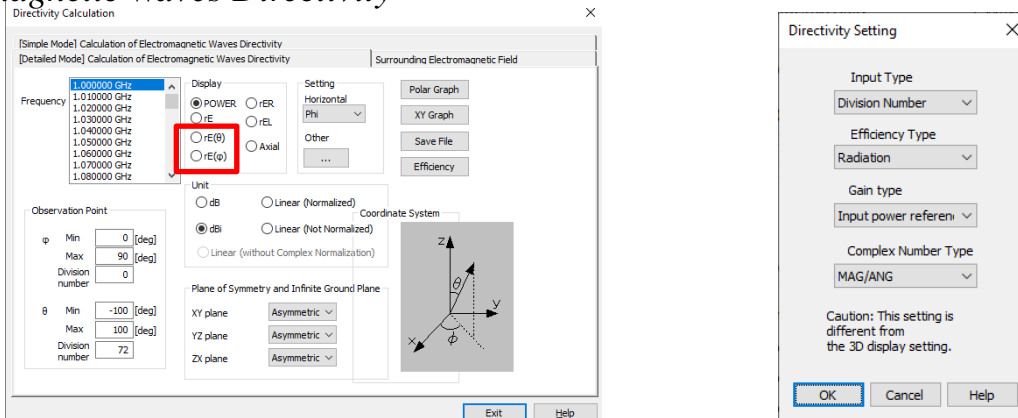 magnetic Waves Directivity
Directivity Calculation
[Simple Mode] Calculation of Electromagnetic Waves Directivity
[Detailed Mode] Calculation of Electromagnetic Waves Directivity
Surrounding Electromagnetic Field
Frequency
1.000000 GHz
1.010000 GHz
1.020000 GHz
1.030000 GHz
1.040000 GHz
1.050000 GHz
1.060000 GHz
1.070000 GHz
1.080000 GHz
Display
POWER
rER
rE
rEL
rE(θ)
Axial
rE(φ)
Setting
Horizontal
Phi
Other
...
Polar Graph
XY Graph
Save File
Efficiency
Unit
dB
Linear (Normalized)
dBi
Linear (Not Normalized)
Linear (without Complex Normalization)
Observation Point
φ Min 0 [deg]
Max 90 [deg]
Division number 0
θ Min -100 [deg]
Max 100 [deg]
Division number 72
Plane of Symmetry and Infinite Ground Plane
XY plane Asymmetric
YZ plane Asymmetric
ZX plane Asymmetric
Coordinate System
Z
θ
y
x
ϕ
Exit
Help
Directivity Setting
Input Type
Division Number
Efficiency Type
Radiation
Gain type
Input power referen
Complex Number Type
MAG/ANG
Caution: This setting is
different from
the 3D display setting.
OK
Cancel
Help